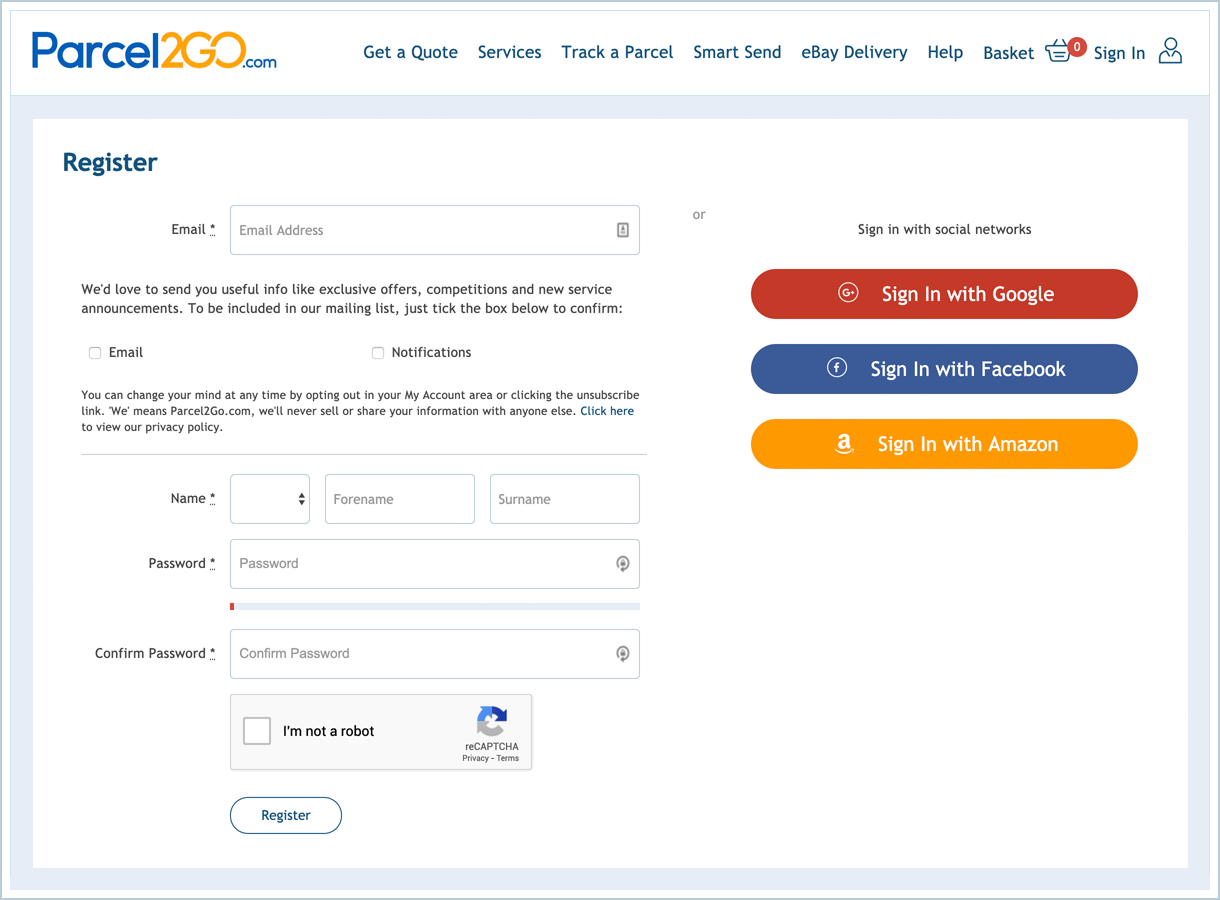 Parcel2GO.com
Get a Quote Services Track a Parcel Smart Send eBay Delivery Help Basket 0 Sign In
Register
Email * Email Address
We'd love to send you useful info like exclusive offers, competitions and new service
announcements. To be included in our mailing list, just tick the box below to confirm:
Email Notifications
You can change your mind at any time by opting out in your My Account area or clicking the unsubscribe
link. 'We' means Parcel2Go.com, we'll never sell or share your information with anyone else. Click here
to view our privacy policy.
Name * Forename Surname
Password * Password
Confirm Password * Confirm Password
I'm not a robot
reCAPTCHA
Privacy - Terms
Register
or
Sign in with social networks
G+ Sign In with Google
f Sign In with Facebook
a Sign In with Amazon